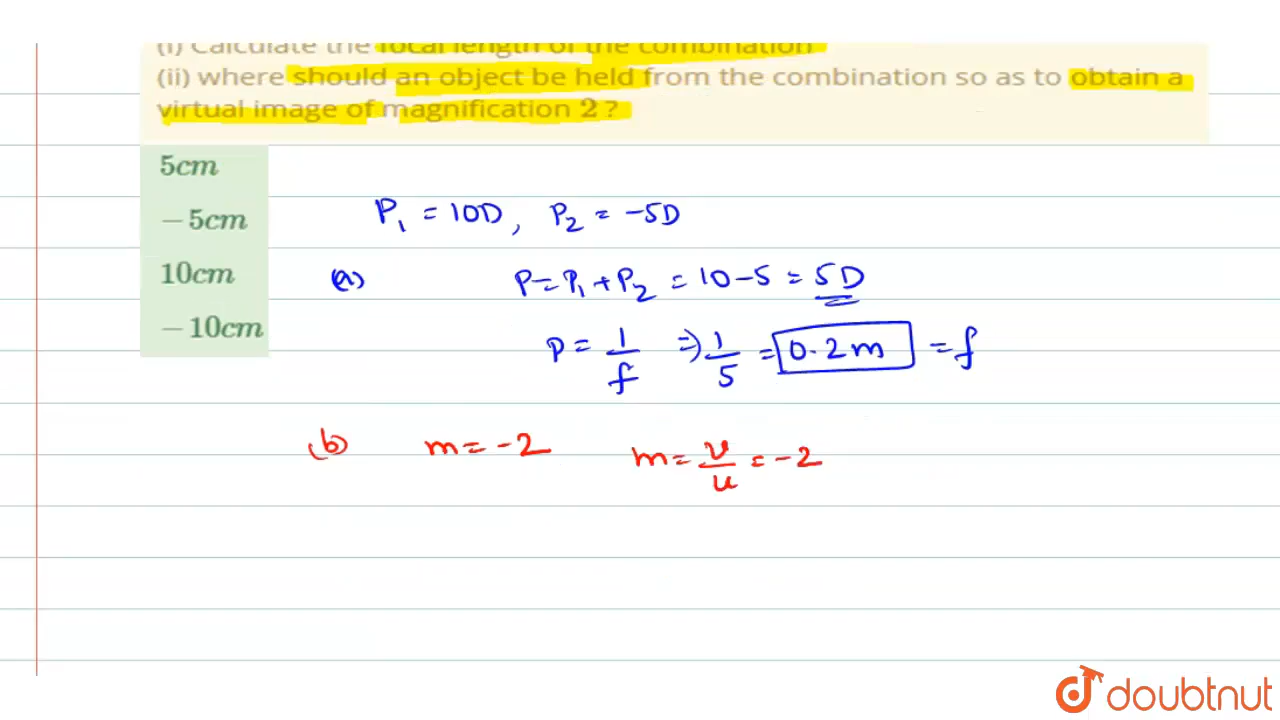 (i) Calculate the focal length of the combination
(ii) where should an object be held from the combination so as to obtain a
virtual image of magnification 2 ?
5cm
−5cm
10cm
−10cm
P₁ = 10D, P₂ = −5D
(a) P = P₁ + P₂ = 10 − 5 = 5D
P = 1/f ⇒ 1/5 = 0.2m = f
(b) m = −2 m = v/u = −2
doubtnut